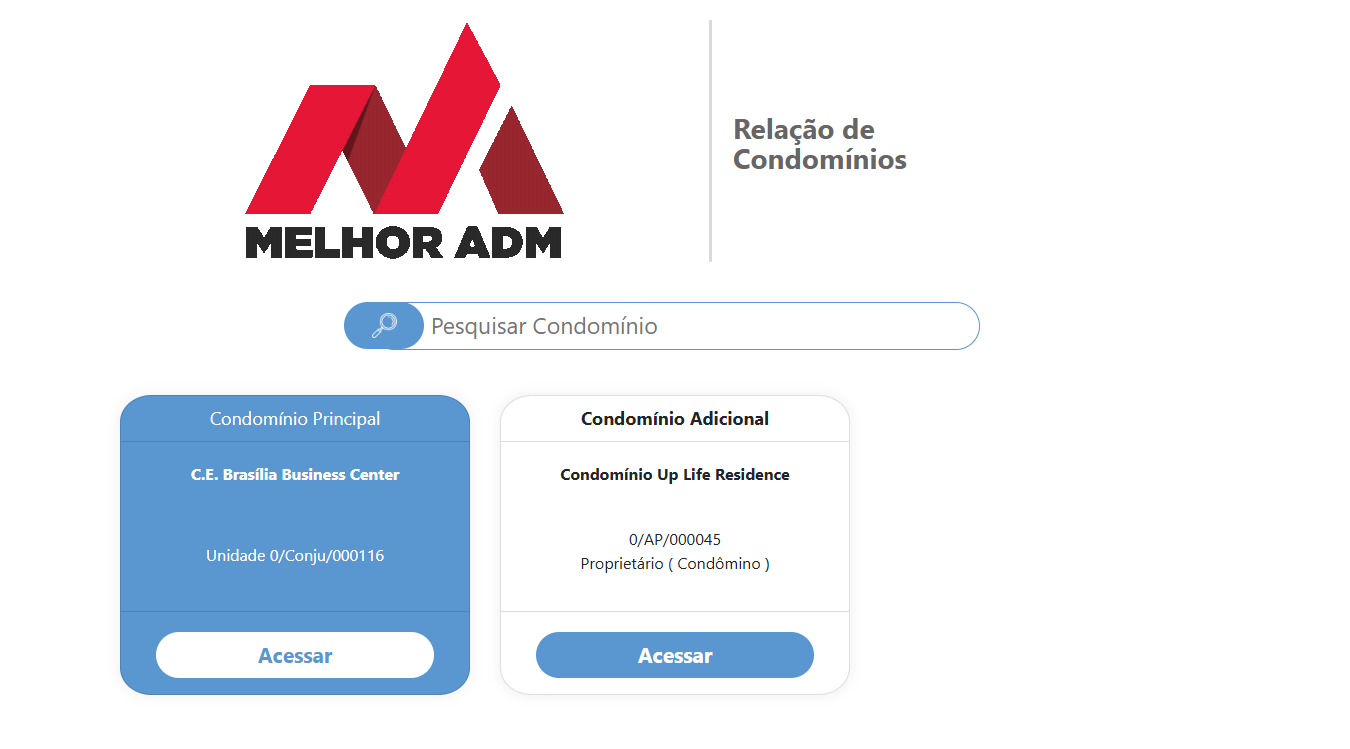 MELHOR ADM
Relação de
Condomínios
Pesquisar Condomínio
Condomínio Principal
C.E. Brasília Business Center
Unidade 0/Conju/000116
Acessar
Condomínio Adicional
Condomínio Up Life Residence
0/AP/000045
Proprietário ( Condômino )
Acessar